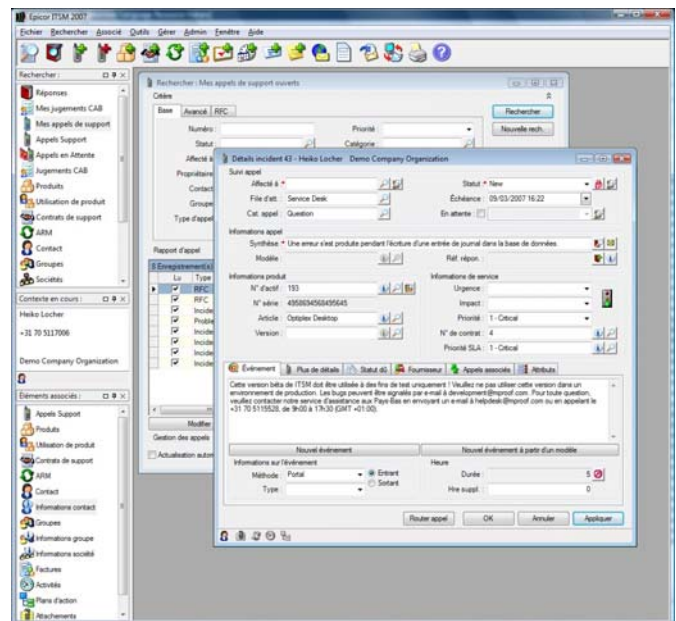 Epicor ITSM 2007
Fichier Rechercher Associé Outils Gérer Admin Fenêtre Aide
Rechercher :
Réponses
Mes jugements CAB
Mes appels de support
Appels Support
Appels en Attente
Jugements CAB
Produits
Utilisation de produit
Contrats de support
ARM
Contact
Groupes
Sociétés
Contexte en cours :
Heiko Locher
+31 70 5117006
Demo Company Organization
Eléments associés :
Appels Support
Produits
Utilisation de produit
Contrats de support
ARM
Contact
Informations contact
Groupes
Informations groupe
Informations société
Factures
Activités
Plans d'action
Attachements
Rechercher : Mes appels de support ouverts
Critère
Base Avancé RFC
Rechercher
Numéro :
Priorité :
Nouvelle rech.
Statut
Catégorie
Affecté à
Propriétaire
Contact
Groupe
Type d'appel
Rapport d'appel
8 Enregistrement(s)
Lu Type
RFC
RFC
Incide
Problè
Incide
Incide
Incide
Incide
Modifier
Gestion des appels
Actualisation autom
Détails incident 43 - Heiko Locher Demo Company Organization
Suivi appel
Affecté à * Statut * New
File d'att. : Service Desk Échéance : 09/03/2007 16:22
Cat. appel : Question En attente :
Informations appel
Synthèse * Une erreur s'est produite pendant l'écriture d'une entrée de journal dans la base de données.
Modèle : Réf. répon. :
Informations produit Informations de service
N° d'actif : 193 Urgence :
N° série : 4958694568495645 Impact :
Article : Optiplex Desktop Priorité : 1 - Critical
Version : N° de contrat : 4
Priorité SLA : 1 - Critical
Événement Plus de détails Statut dû Fournisseur Appels associés Attributs
Cette version bêta de ITSM doit être utilisée à des fins de test uniquement ! Veuillez ne pas utiliser cette version dans un
environnement de production. Les bugs peuvent être signalés par e-mail à development@mproof.com. Pour toute question,
veuillez contacter notre service d'assistance aux Pays-Bas en envoyant un e-mail à helpdesk@mproof.com ou en appelant le
+31 70 5115528, de 9h00 à 17h30 (GMT +01:00).
Nouvel événement Nouvel événement à partir d'un modèle
Informations sur l'événement Heure
Méthode : Portal Entrant Durée : 5
Type : Sortant Hre suppl. : 0
Router appel OK Annuler Appliquer